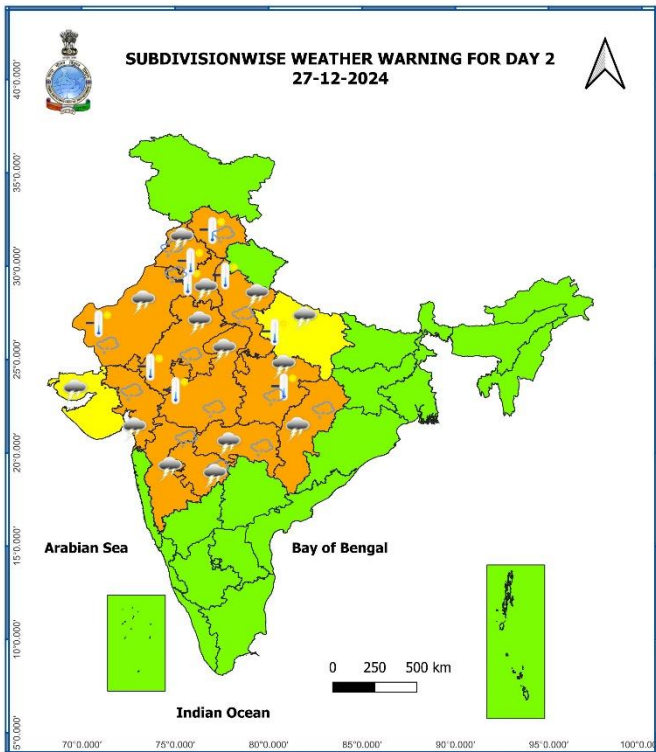 SUBDIVISIONWISE WEATHER WARNING FOR DAY 2
27-12-2024
40°0.000'
35°0.000'
30°0.000'
25°0.000'
20°0.000'
15°0.000'
10°0.000'
5°0.000'
Arabian Sea
Bay of Bengal
0 250 500 km
Indian Ocean
70°0.000' 75°0.000' 80°0.000' 85°0.000' 90°0.000' 95°0.000' 100°0.000'